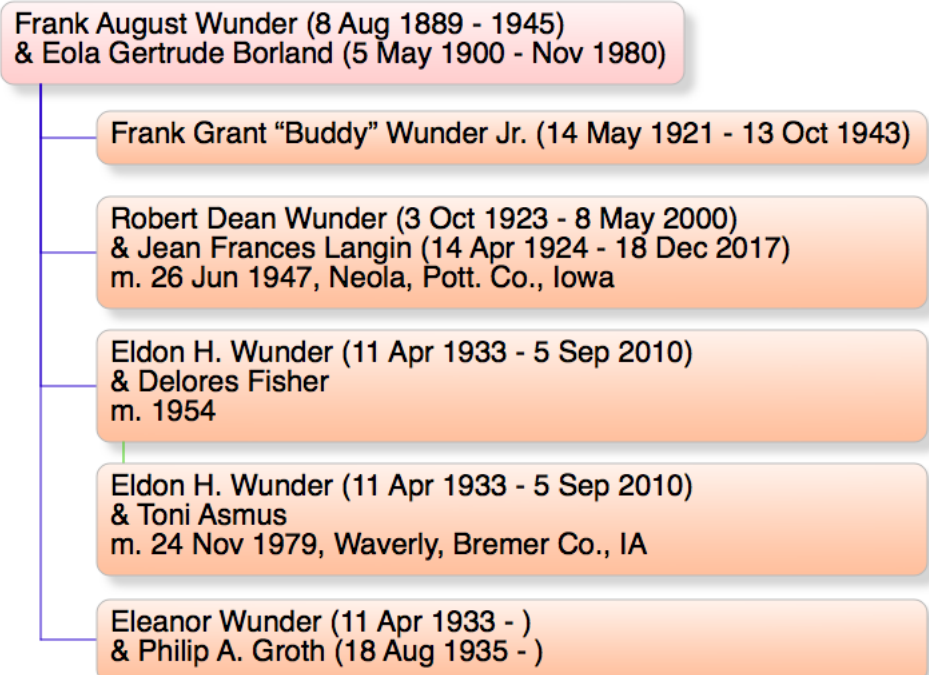 Frank August Wunder (8 Aug 1889 - 1945)
& Eola Gertrude Borland (5 May 1900 - Nov 1980)
Frank Grant “Buddy” Wunder Jr. (14 May 1921 - 13 Oct 1943)
Robert Dean Wunder (3 Oct 1923 - 8 May 2000)
& Jean Frances Langin (14 Apr 1924 - 18 Dec 2017)
m. 26 Jun 1947, Neola, Pott. Co., Iowa
Eldon H. Wunder (11 Apr 1933 - 5 Sep 2010)
& Delores Fisher
m. 1954
Eldon H. Wunder (11 Apr 1933 - 5 Sep 2010)
& Toni Asmus
m. 24 Nov 1979, Waverly, Bremer Co., IA
Eleanor Wunder (11 Apr 1933 - )
& Philip A. Groth (18 Aug 1935 - )